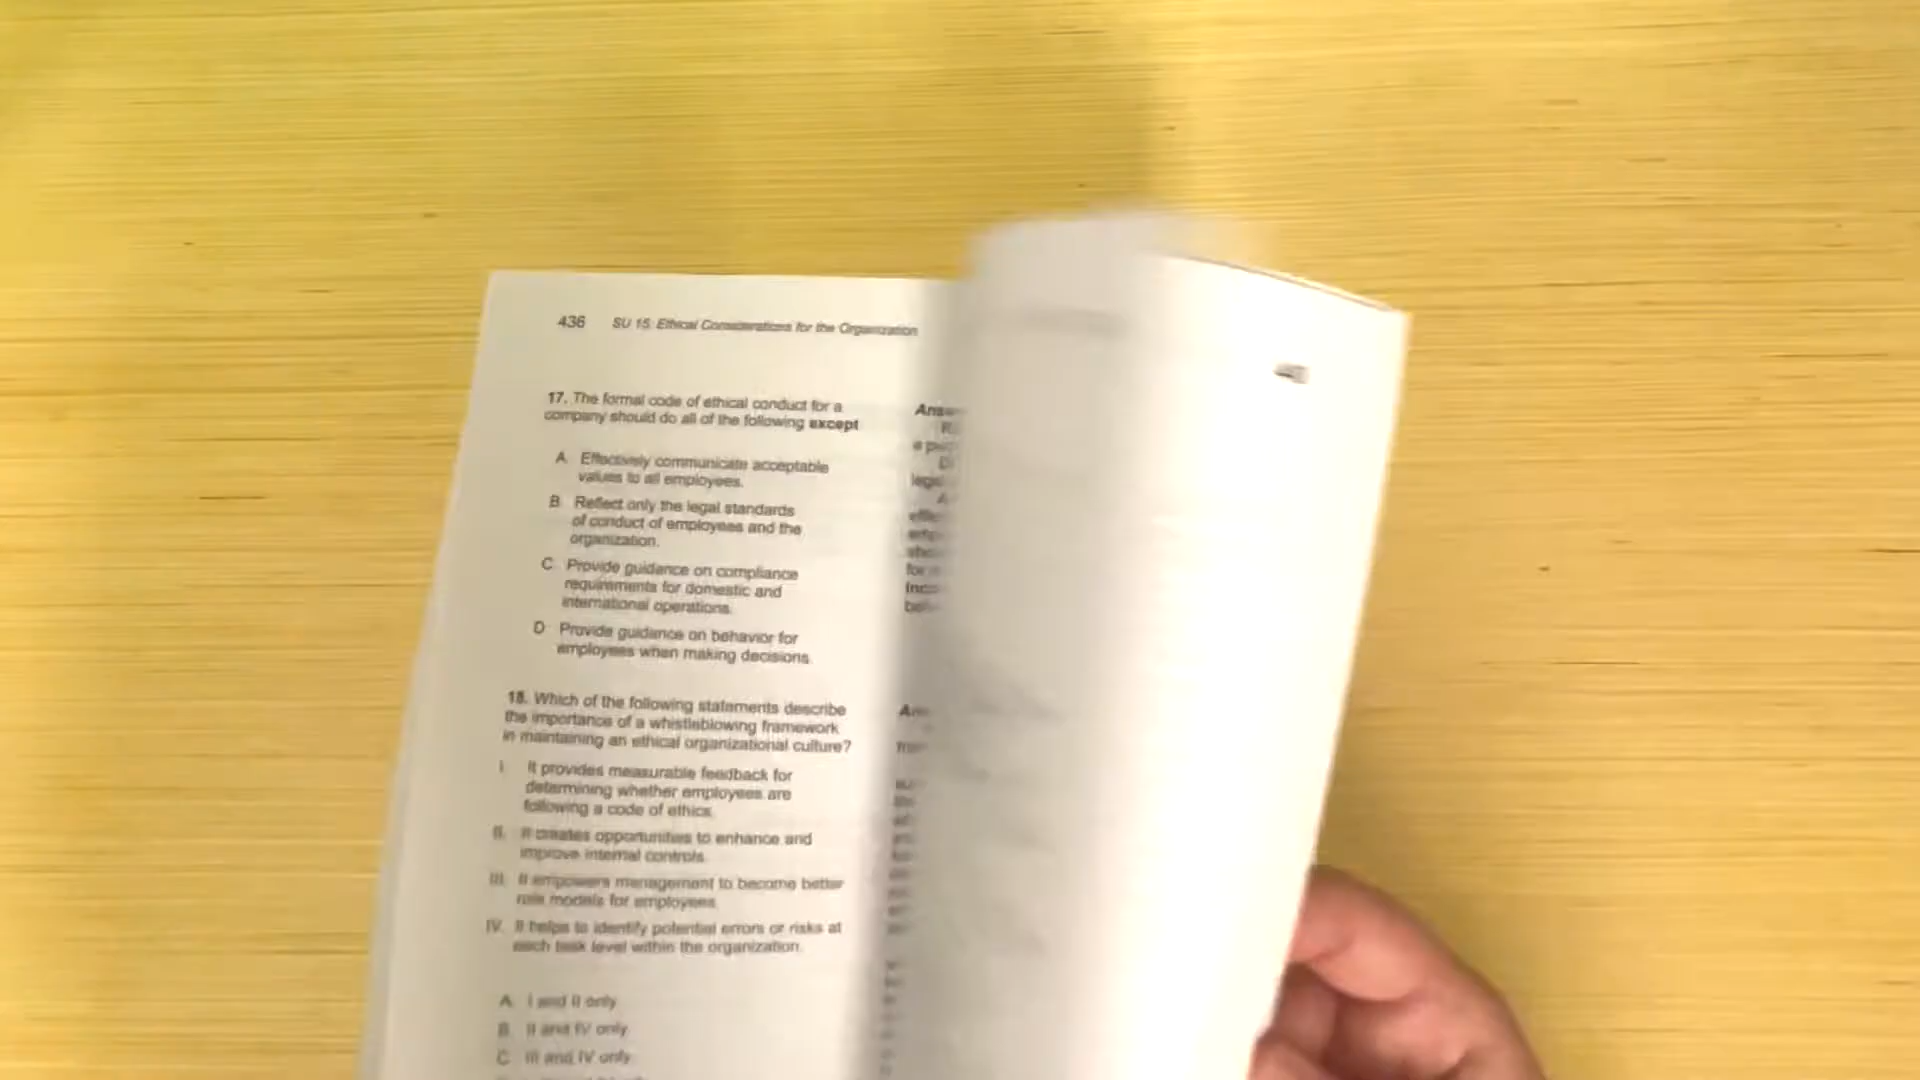 436 SU 15: Ethical Considerations for the Organization
17. The formal code of ethical conduct for a
company should do all of the following except
A. Effectively communicate acceptable
values to all employees.
B. Reflect only the legal standards
of conduct of employees and the
organization.
C. Provide guidance on compliance
requirements for domestic and
international operations.
D. Provide guidance on behavior for
employees when making decisions.
18. Which of the following statements describe
the importance of a whistleblowing framework
in maintaining an ethical organizational culture?
I. It provides measurable feedback for
determining whether employees are
following a code of ethics.
II. It creates opportunities to enhance and
improve internal controls.
III. It empowers management to become better
role models for employees.
IV. It helps to identify potential errors or risks at
each task level within the organization.
A. I and II only
B. II and IV only
C. III and IV only